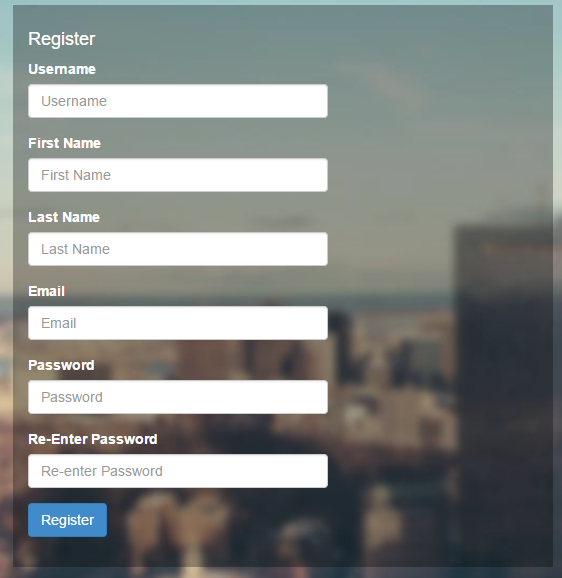 Register
Username
Username
First Name
First Name
Last Name
Last Name
Email
Email
Password
Password
Re-Enter Password
Re-enter Password
Register